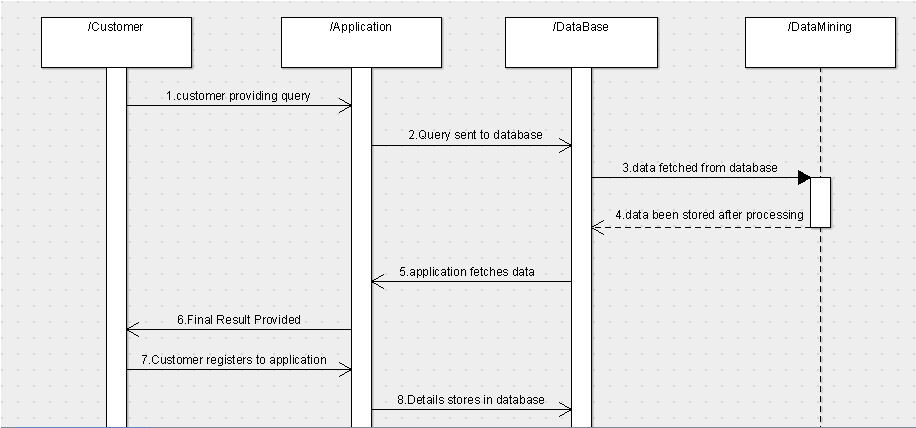 /Customer
/Application
/DataBase
/DataMining
1.customer providing query
2.Query sent to database
3.data fetched from database
4.data been stored after processing
5.application fetches data
6.Final Result Provided
7.Customer registers to application
8.Details stores in database